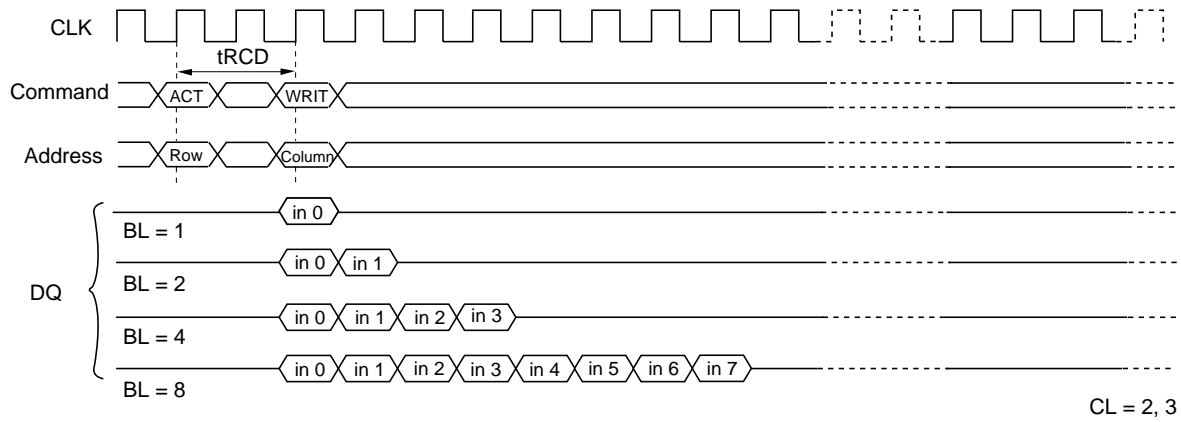 CLK
tRCD
Command ACT WRIT
Address Row Column
DQ
in 0
BL = 1
in 0 in 1
BL = 2
in 0 in 1 in 2 in 3
BL = 4
in 0 in 1 in 2 in 3 in 4 in 5 in 6 in 7
BL = 8
CL = 2, 3